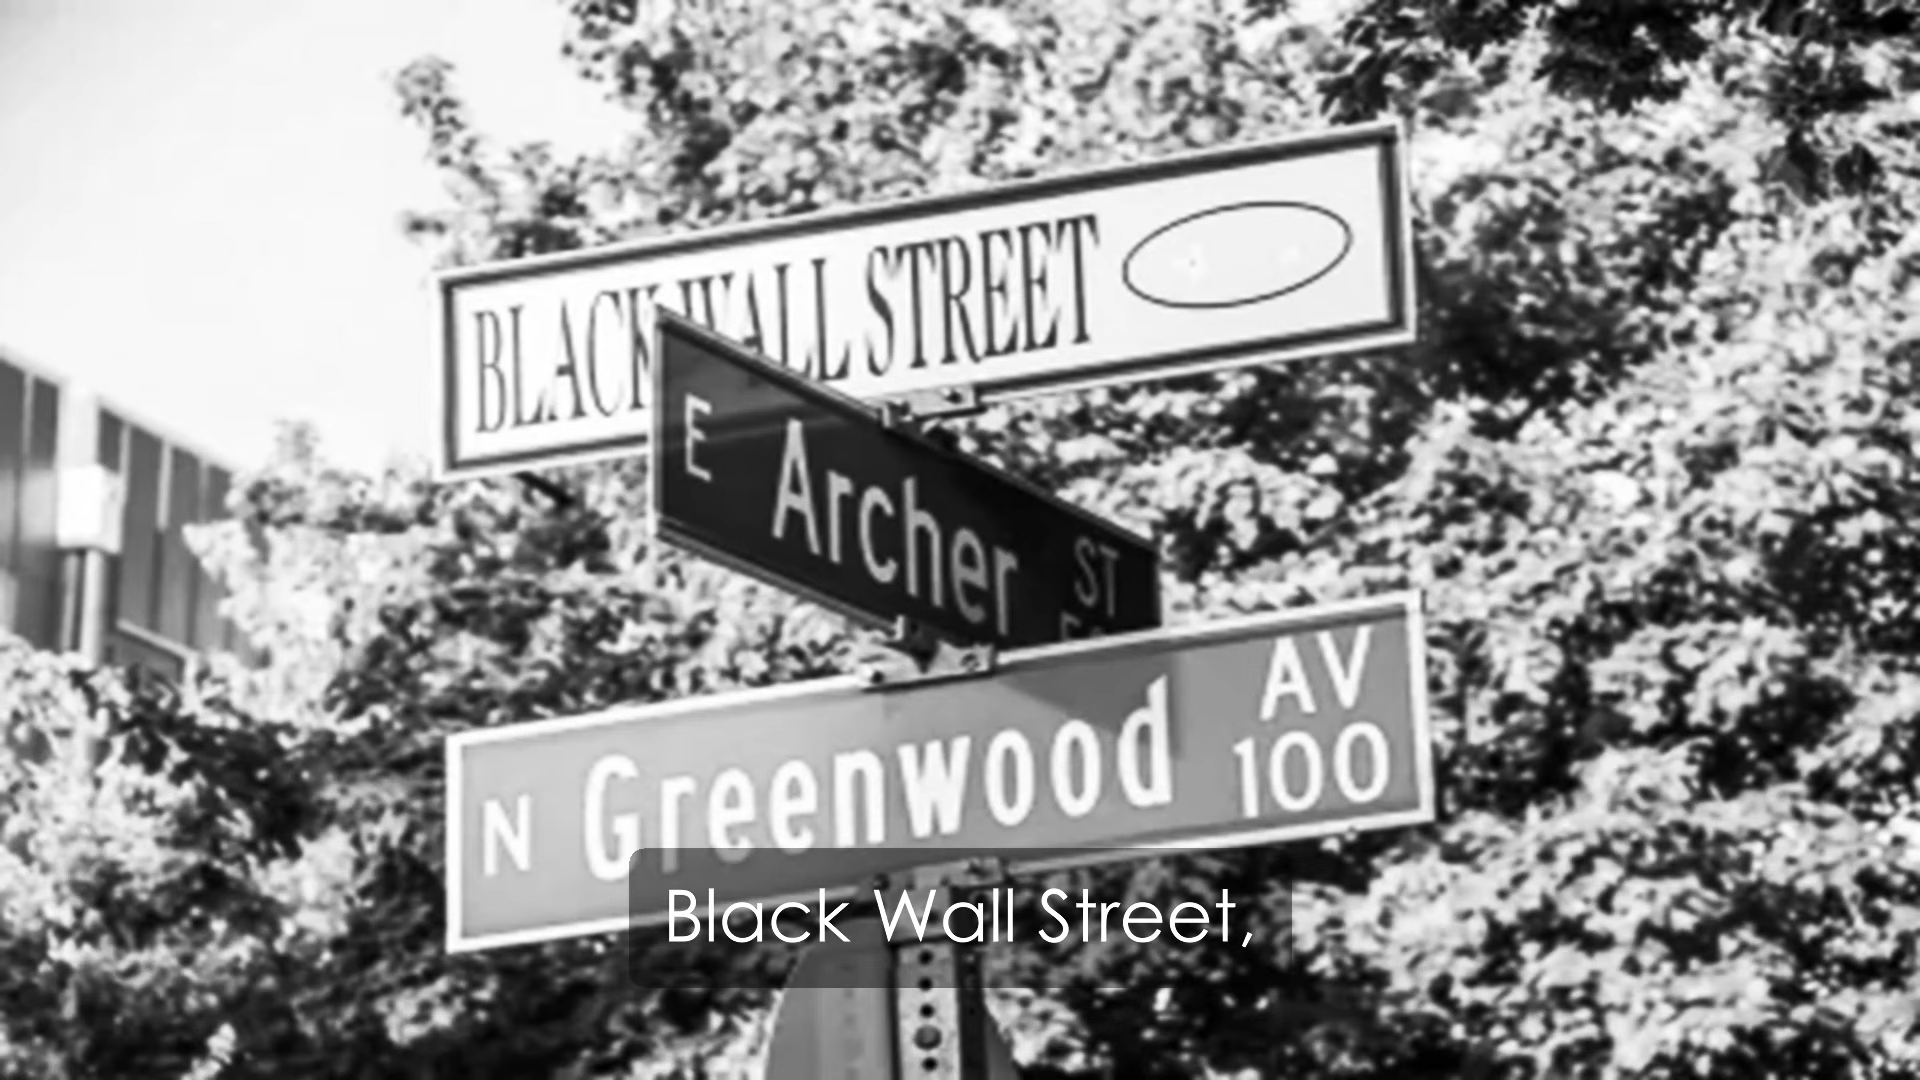 BLACK WALL STREET
E Archer ST
N Greenwood AV
100
Black Wall Street,